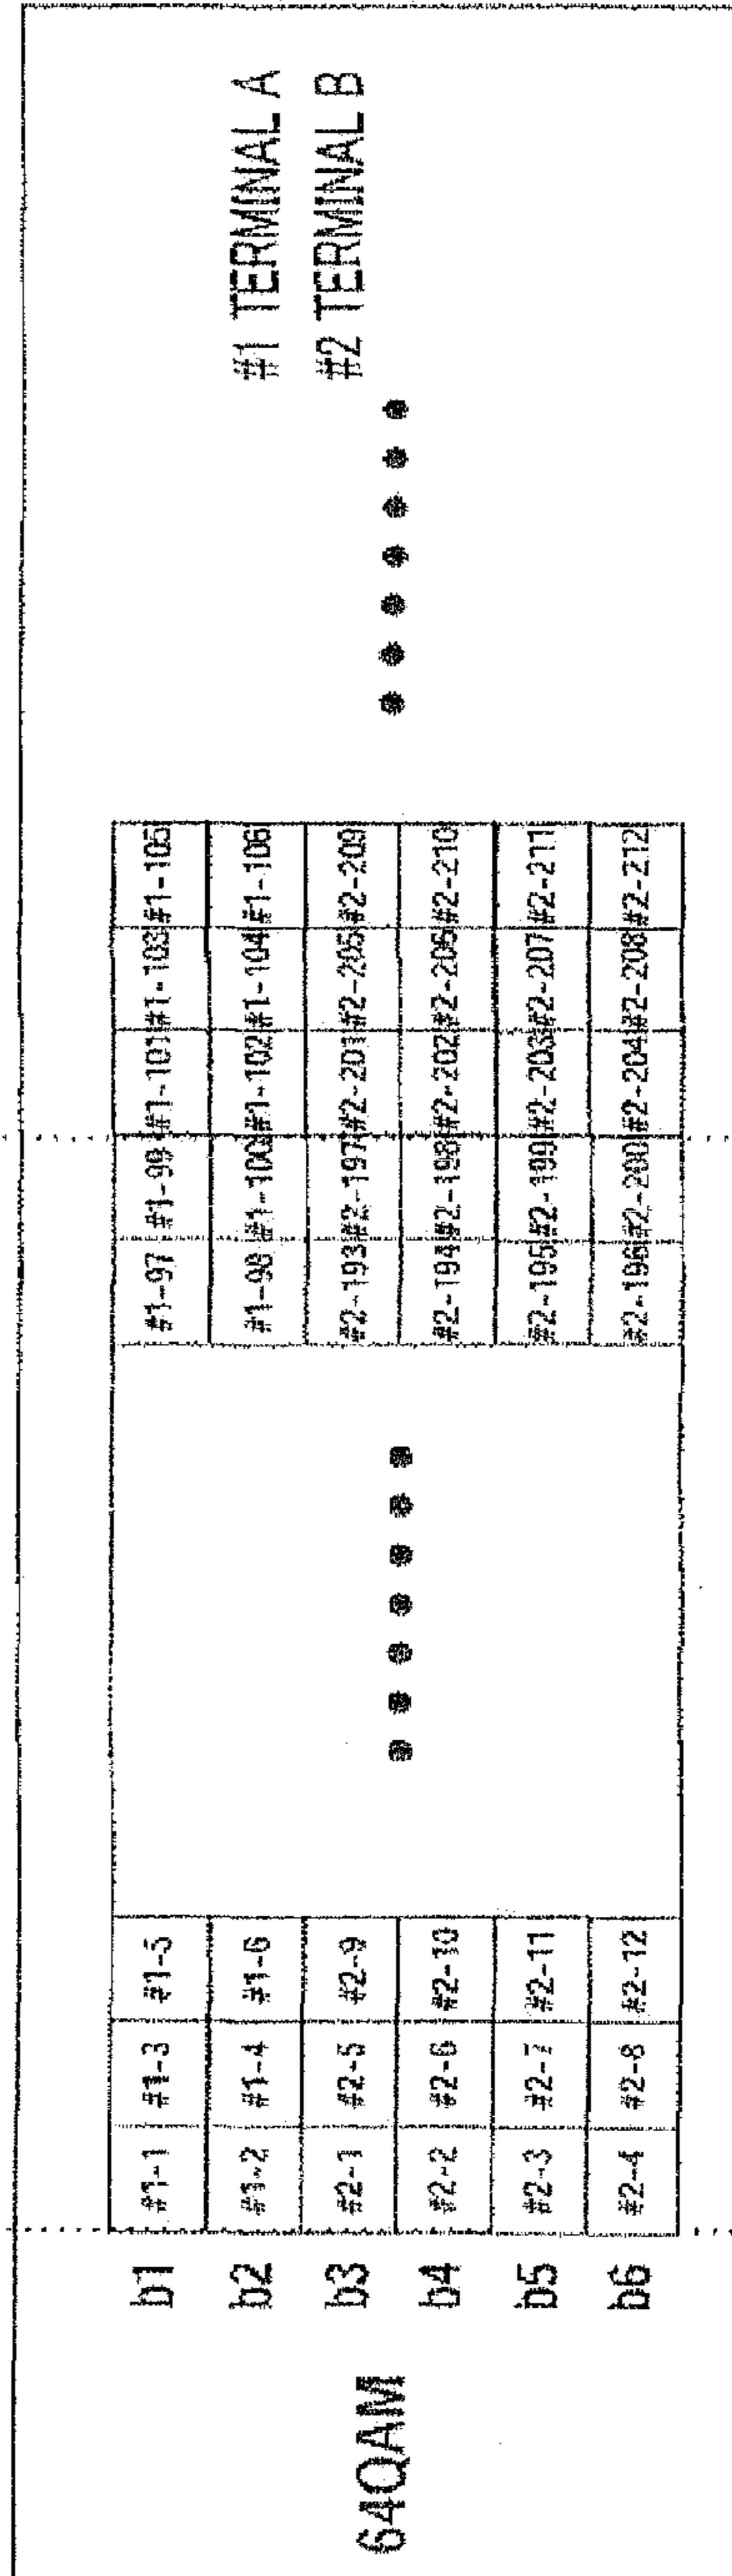 #1 TERMINAL A
#2 TERMINAL B
64QAM
b1 #1-1 #1-3 #1-5 #1-97 #1-99 #1-101 #1-103 #1-105
b2 #1-2 #1-4 #1-6 #1-98 #1-100 #1-102 #1-104 #1-106
b3 #2-1 #2-5 #2-9 #2-193 #2-197 #2-201 #2-205 #2-209
b4 #2-2 #2-6 #2-10 #2-194 #2-198 #2-202 #2-206 #2-210
b5 #2-3 #2-7 #2-11 #2-195 #2-199 #2-203 #2-207 #2-211
b6 #2-4 #2-8 #2-12 #2-196 #2-200 #2-204 #2-208 #2-212